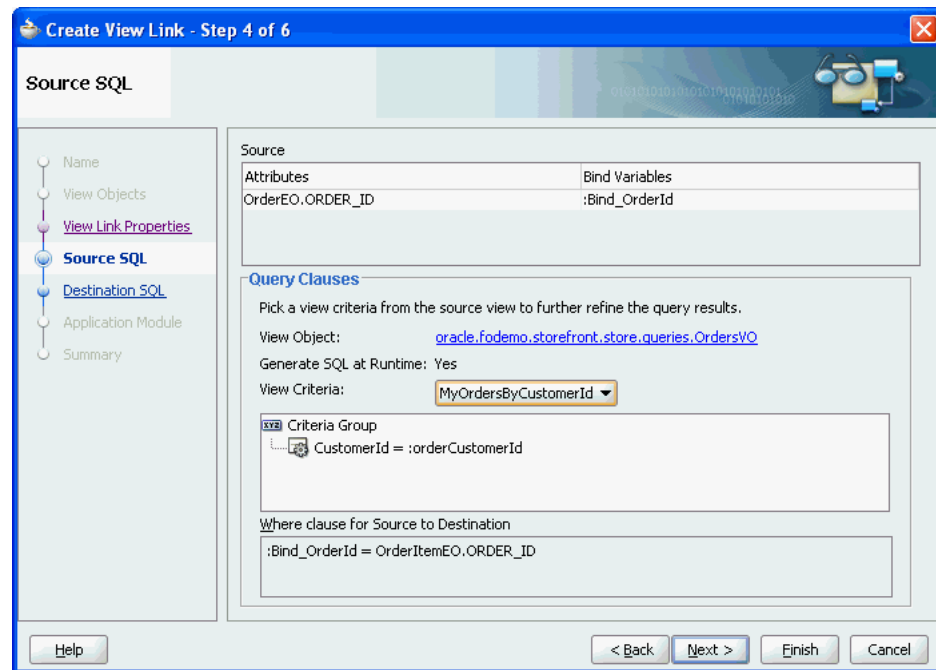 Create View Link - Step 4 of 6
Source SQL
Name
View Objects
View Link Properties
Source SQL
Destination SQL
Application Module
Summary
Source
Attributes Bind Variables
OrderEO.ORDER_ID :Bind_OrderId
Query Clauses
Pick a view criteria from the source view to further refine the query results.
View Object: oracle.fodemo.storefront.store.queries.OrdersVO
Generate SQL at Runtime: Yes
View Criteria: MyOrdersByCustomerId
XYZ Criteria Group
CustomerId = :orderCustomerId
Where clause for Source to Destination
:Bind_OrderId = OrderItemEO.ORDER_ID
Help < Back Next > Finish Cancel